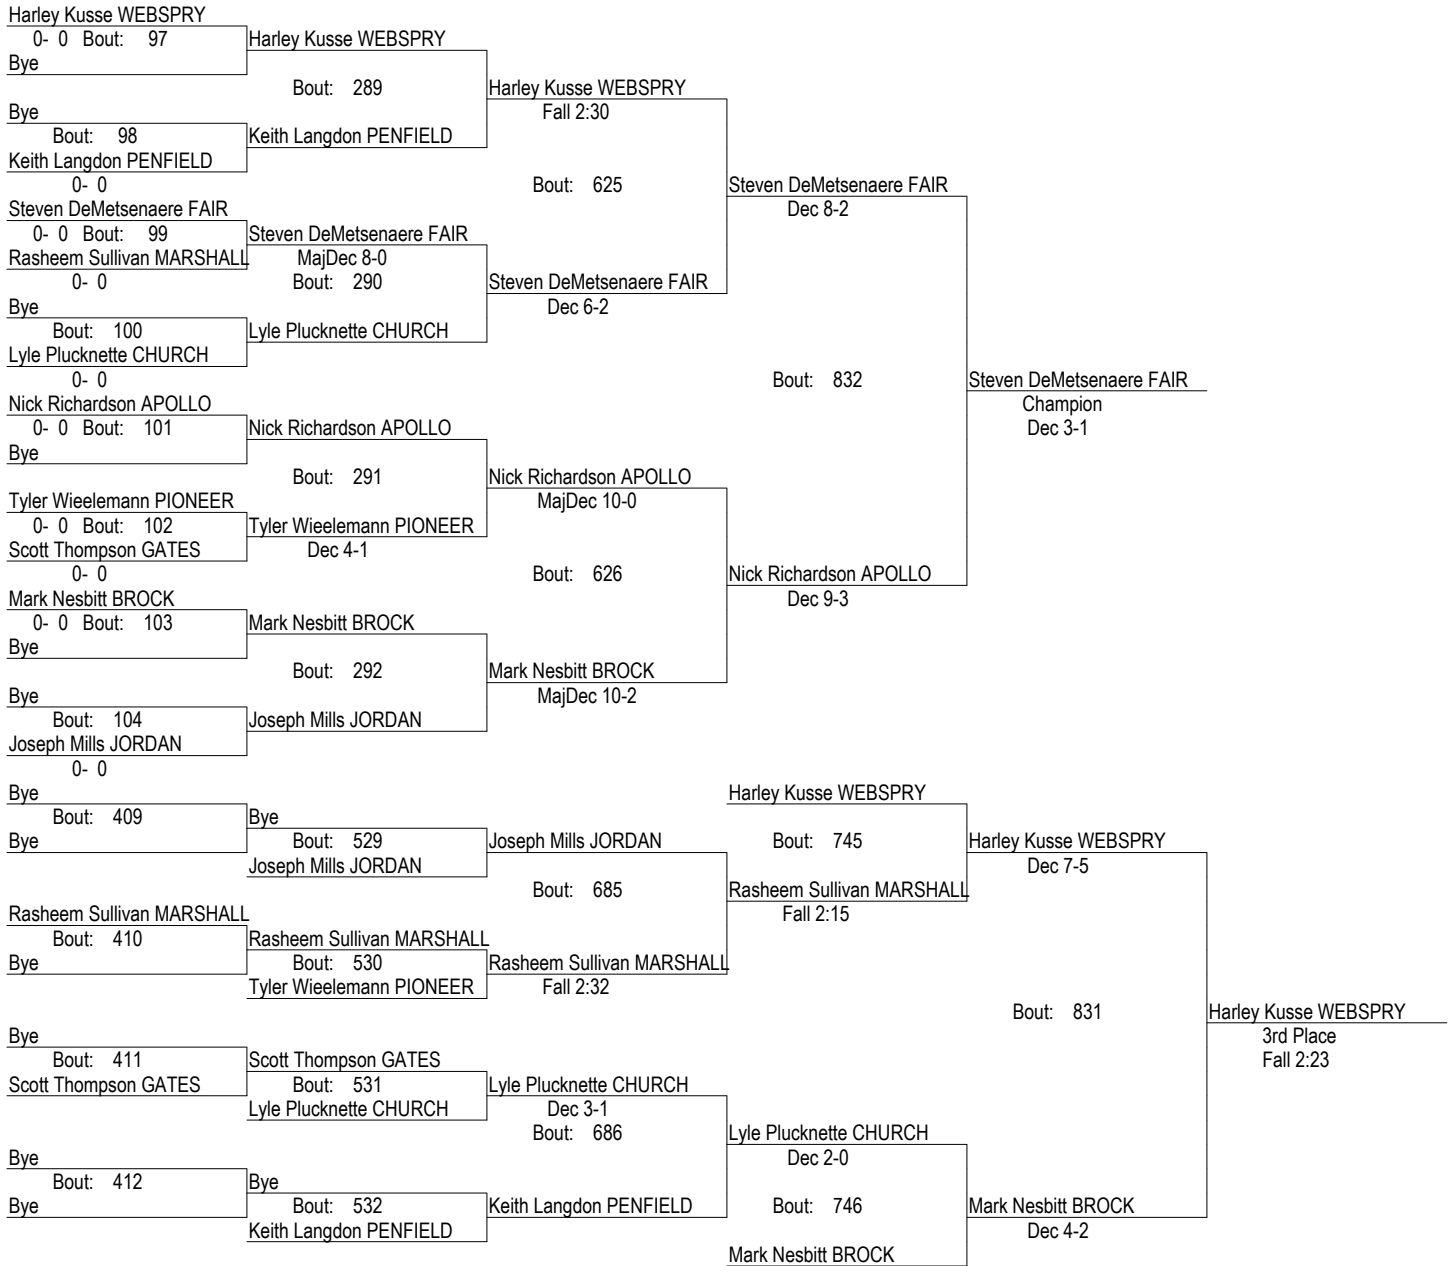 Harley Kusse WEBSPRY
0- 0 Bout: 97 Harley Kusse WEBSPRY
Bye
Bout: 289 Harley Kusse WEBSPRY
Bye Fall 2:30
Bout: 98 Keith Langdon PENFIELD
Keith Langdon PENFIELD
0- 0 Bout: 625 Steven DeMetsenaere FAIR
Steven DeMetsenaere FAIR Dec 8-2
0- 0 Bout: 99 Steven DeMetsenaere FAIR
Rasheem Sullivan MARSHALL MajDec 8-0
0- 0 Bout: 290 Steven DeMetsenaere FAIR
Bye Dec 6-2
Bout: 100 Lyle Plucknette CHURCH
Lyle Plucknette CHURCH
0- 0 Bout: 832 Steven DeMetsenaere FAIR
Nick Richardson APOLLO Champion
0- 0 Bout: 101 Nick Richardson APOLLO Dec 3-1
Bye
Bout: 291 Nick Richardson APOLLO
Tyler Wieelemann PIONEER MajDec 10-0
0- 0 Bout: 102 Tyler Wieelemann PIONEER
Scott Thompson GATES Dec 4-1
0- 0 Bout: 626 Nick Richardson APOLLO
Mark Nesbitt BROCK Dec 9-3
0- 0 Bout: 103 Mark Nesbitt BROCK
Bye
Bout: 292 Mark Nesbitt BROCK
Bye MajDec 10-2
Bout: 104 Joseph Mills JORDAN
Joseph Mills JORDAN
0- 0
Bye Harley Kusse WEBSPRY
Bout: 409 Bye
Bye Bout: 529 Joseph Mills JORDAN Bout: 745 Harley Kusse WEBSPRY
Joseph Mills JORDAN Dec 7-5
Bout: 685 Rasheem Sullivan MARSHALL
Rasheem Sullivan MARSHALL Fall 2:15
Bout: 410 Rasheem Sullivan MARSHALL
Bye Bout: 530 Rasheem Sullivan MARSHALL
Tyler Wieelemann PIONEER Fall 2:32
Bout: 831 Harley Kusse WEBSPRY
Bye 3rd Place
Bout: 411 Scott Thompson GATES Fall 2:23
Scott Thompson GATES Bout: 531 Lyle Plucknette CHURCH
Lyle Plucknette CHURCH Dec 3-1
Bout: 686 Lyle Plucknette CHURCH
Bye Dec 2-0
Bout: 412 Bye
Bye Bout: 532 Keith Langdon PENFIELD Bout: 746 Mark Nesbitt BROCK
Keith Langdon PENFIELD Dec 4-2
Mark Nesbitt BROCK